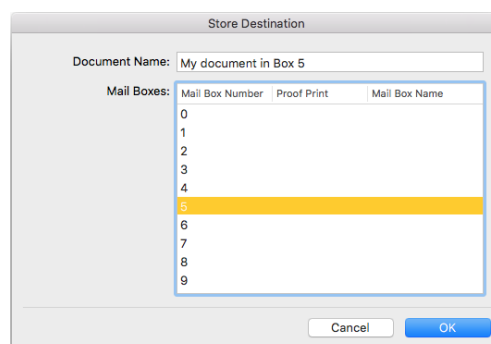 Store Destination
Document Name: My document in Box 5
Mail Boxes: Mail Box Number Proof Print Mail Box Name
0
1
2
3
4
5
6
7
8
9
Cancel OK